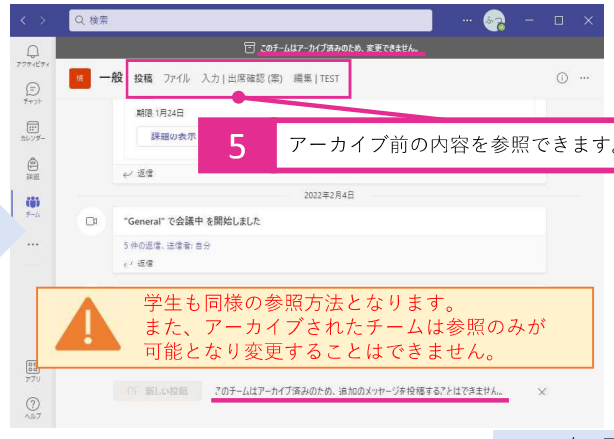 検索
ふつ
このチームはアーカイブ済みのため、変更できません。
アクティビティ
チャット
カレンダー
課題
チーム
アプリ
ヘルプ
一般 投稿 ファイル 入力 | 出席確認 (案) 編集 | TEST
期限 1月24日
課題の表示
5 アーカイブ前の内容を参照できます。
返信
2022年2月4日
"General" で会議中 を開始しました
5 件の返信、送信者: 自分
返信
学生も同様の参照方法となります。
また、アーカイブされたチームは参照のみが
可能となり変更することはできません。
新しい投稿
このチームはアーカイブ済みのため、追加のメッセージを投稿することはできません。